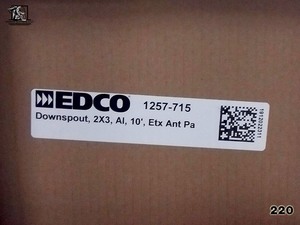 EDCO 1257-715
Downspout, 2X3, Al, 10', Etx Ant Pa
220